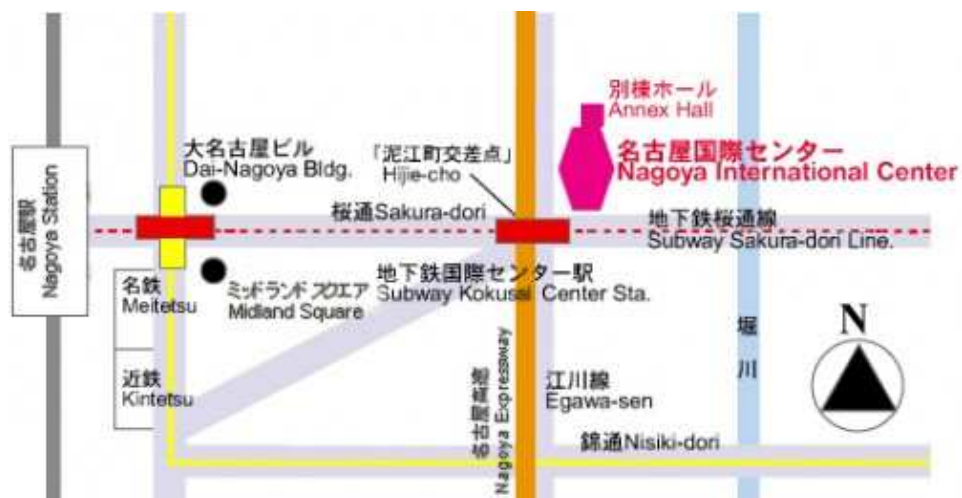 別棟ホール
Annex Hall
名古屋国際センター
Nagoya International Center
大名古屋ビル
Dai-Nagoya Bldg.
「泥江町交差点」
Hijie-cho
名古屋駅
Nagoya Station
桜通Sakura-dori
地下鉄桜通線
Subway Sakura-dori Line.
名鉄
Meitetsu
ミッドランド スクエア
Midland Square
地下鉄国際センター駅
Subway Kokusai Center Sta.
堀川
N
近鉄
Kintetsu
名古屋高速
Nagoya Expressway
江川線
Egawa-sen
錦通Nisiki-dori